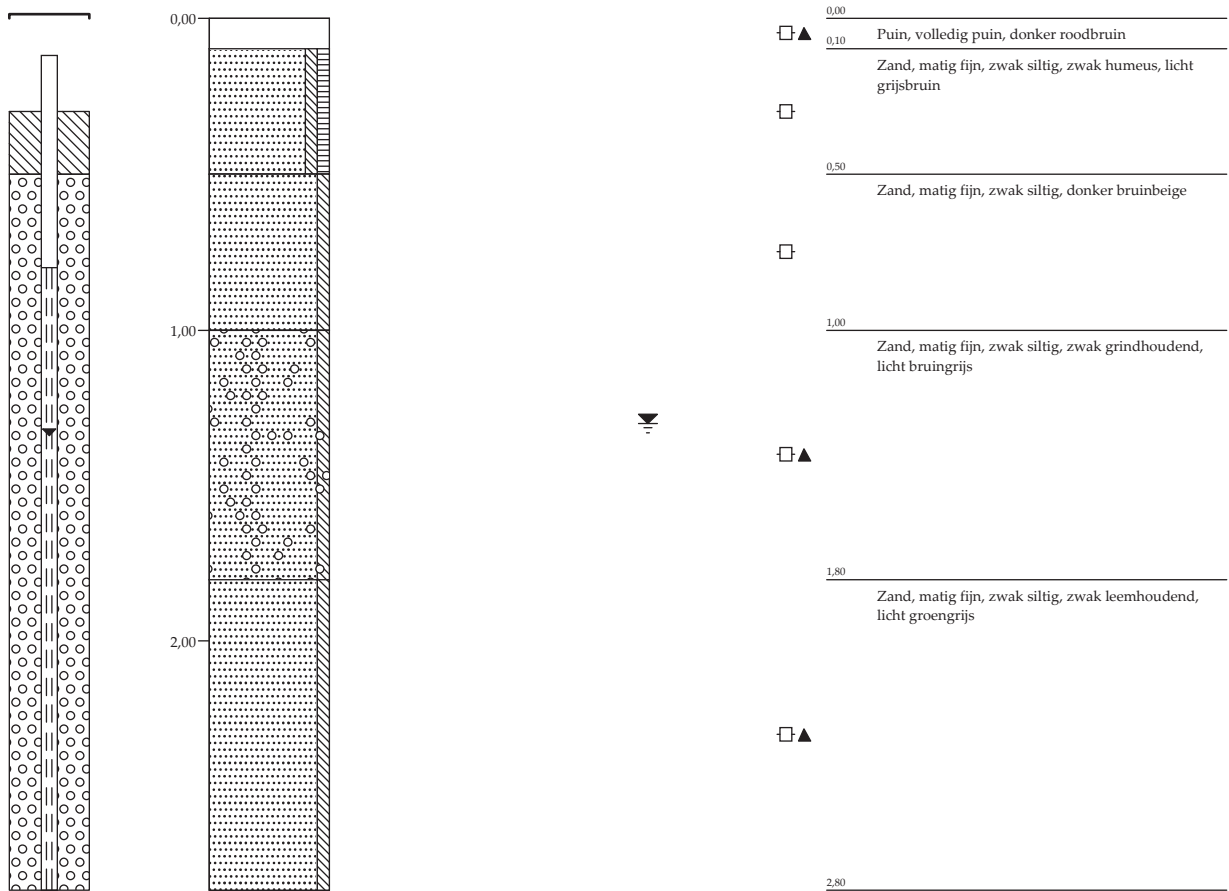 0,00
1,00
2,00
0,00
Puin, volledig puin, donker roodbruin
0,10
Zand, matig fijn, zwak siltig, zwak humeus, licht
grijsbruin
0,50
Zand, matig fijn, zwak siltig, donker bruinbeige
1,00
Zand, matig fijn, zwak siltig, zwak grindhoudend,
licht bruingrijs
1,80
Zand, matig fijn, zwak siltig, zwak leemhoudend,
licht groengrijs
2,80